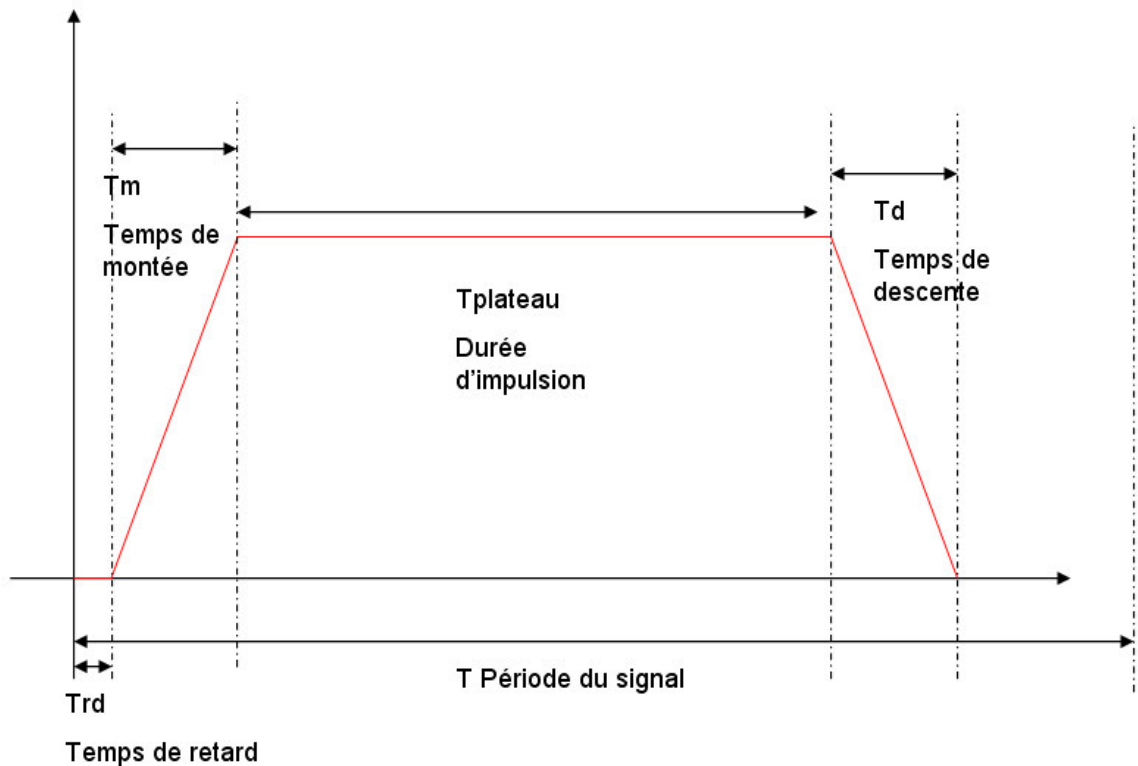 Tm
Temps de
montée
Td
Temps de
descente
Tplateau
Durée
d'impulsion
T Période du signal
Trd
Temps de retard